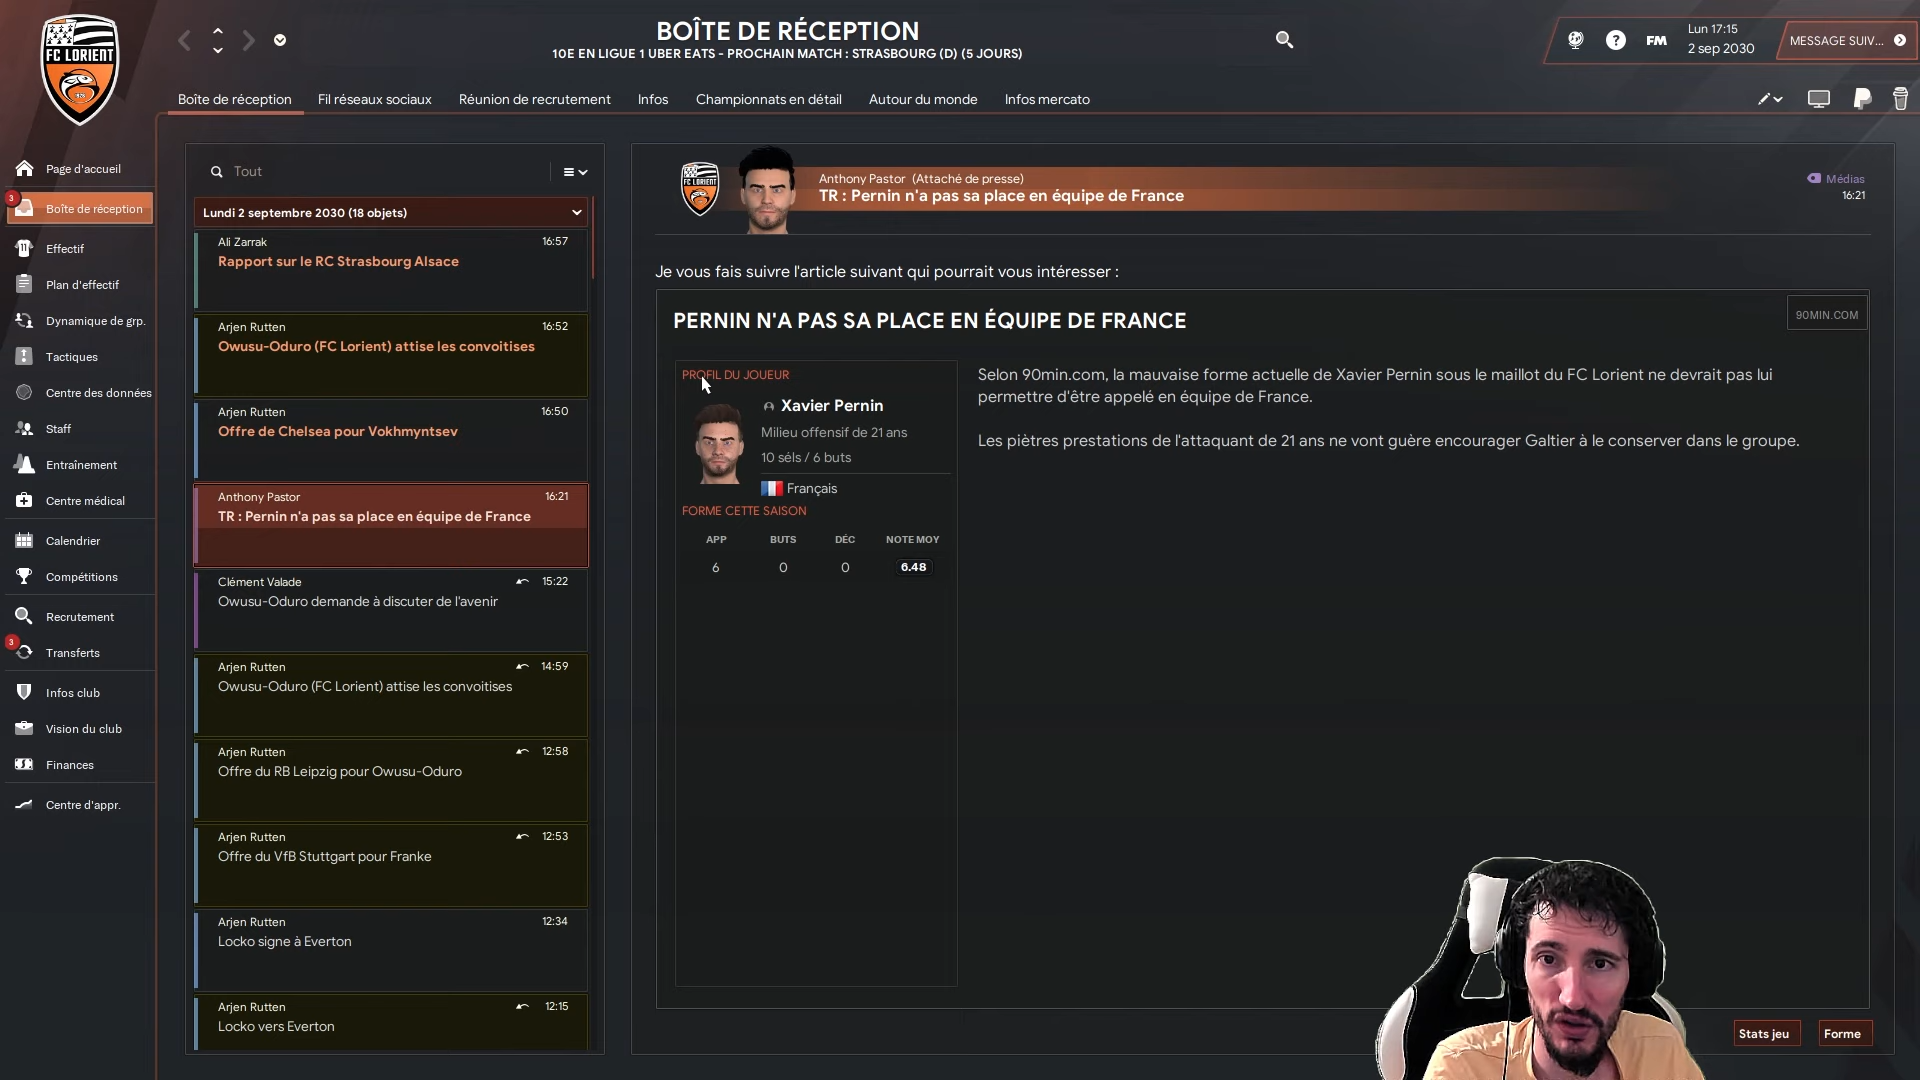 FC LORIENT
BOÎTE DE RÉCEPTION
10E EN LIGUE 1 UBER EATS - PROCHAIN MATCH : STRASBOURG (D) (5 JOURS)
FM
Lun 17:15
2 sep 2030
MESSAGE SUIV...
Boîte de réception
Fil réseaux sociaux
Réunion de recrutement
Infos
Championnats en détail
Autour du monde
Infos mercato
Page d'accueil
3
Boîte de réception
Effectif
Plan d'effectif
Dynamique de grp.
Tactiques
Centre des données
Staff
Entraînement
Centre médical
Calendrier
Compétitions
Recrutement
3
Transferts
Infos club
Vision du club
Finances
Centre d'appr.
Tout
Lundi 2 septembre 2030 (18 objets)
Ali Zarrak 16:57
Rapport sur le RC Strasbourg Alsace
Arjen Rutten 16:52
Owusu-Oduro (FC Lorient) attise les convoitises
Arjen Rutten 16:50
Offre de Chelsea pour Vokhmyntsev
Anthony Pastor 16:21
TR : Pernin n'a pas sa place en équipe de France
Clément Valade 15:22
Owusu-Oduro demande à discuter de l'avenir
Arjen Rutten 14:59
Owusu-Oduro (FC Lorient) attise les convoitises
Arjen Rutten 12:58
Offre du RB Leipzig pour Owusu-Oduro
Arjen Rutten 12:53
Offre du VfB Stuttgart pour Franke
Arjen Rutten 12:34
Locko signe à Everton
Arjen Rutten 12:15
Locko vers Everton
FC LORIENT
Anthony Pastor (Attaché de presse)
TR : Pernin n'a pas sa place en équipe de France
Médias
16:21
Je vous fais suivre l'article suivant qui pourrait vous intéresser :
PERNIN N'A PAS SA PLACE EN ÉQUIPE DE FRANCE
90MIN.COM
PROFIL DU JOUEUR
Xavier Pernin
Milieu offensif de 21 ans
10 séls / 6 buts
Français
FORME CETTE SAISON
APP BUTS DÉC NOTE MOY
6 0 0 6.48
Selon 90min.com, la mauvaise forme actuelle de Xavier Pernin sous le maillot du FC Lorient ne devrait pas lui
permettre d'être appelé en équipe de France.
Les piètres prestations de l'attaquant de 21 ans ne vont guère encourager Galtier à le conserver dans le groupe.
Stats jeu
Forme